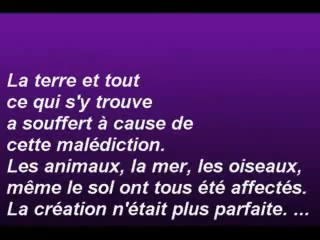 La terre et tout
ce qui s'y trouve
a souffert à cause de
cette malédiction.
Les animaux, la mer, les oiseaux,
même le sol ont tous été affectés.
La création n'était plus parfaite. ...